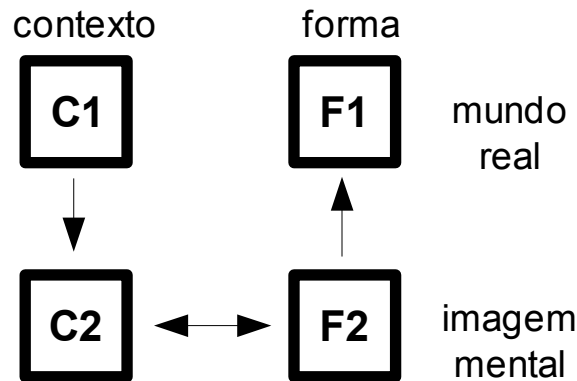 contexto forma
C1 F1 mundo
real
C2 F2 imagem
mental